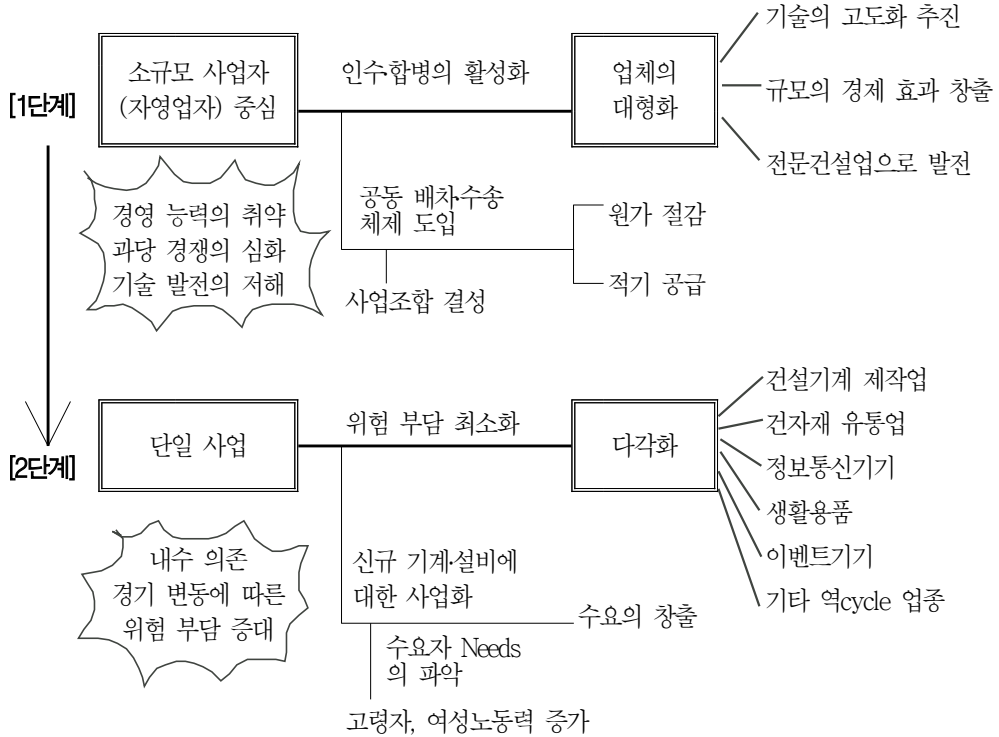 [1단계]
소규모 사업자
(자영업자) 중심
인수·합병의 활성화
업체의
대형화
기술의 고도화 추진
규모의 경제 효과 창출
전문건설업으로 발전
경영 능력의 취약
과당 경쟁의 심화
기술 발전의 저해
공동 배차·수송
체제 도입
사업조합 결성
원가 절감
적기 공급
[2단계]
단일 사업
위험 부담 최소화
다각화
건설기계 제작업
건자재 유통업
정보통신기기
생활용품
이벤트기기
기타 역cycle 업종
내수 의존
경기 변동에 따른
위험 부담 증대
신규 기계·설비에
대한 사업화
수요의 창출
수요자 Needs
의 파악
고령자, 여성노동력 증가